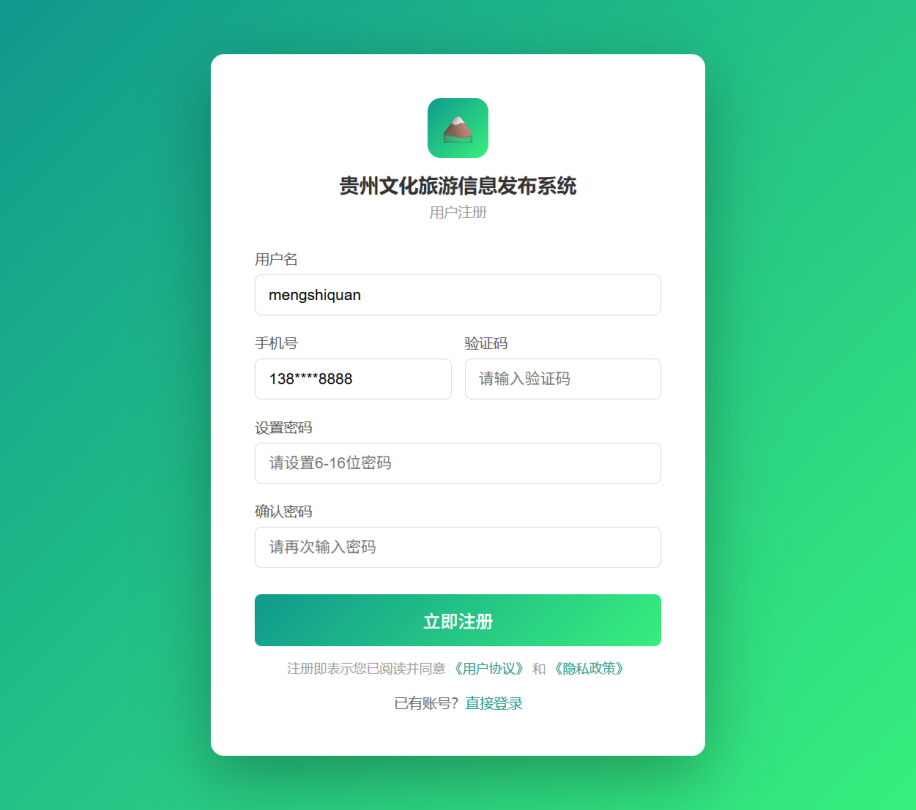 贵州文化旅游信息发布系统
用户注册
用户名
mengshiquan
手机号 验证码
138****8888 请输入验证码
设置密码
请设置6-16位密码
确认密码
请再次输入密码
立即注册
注册即表示您已阅读并同意《用户协议》和《隐私政策》
已有账号？直接登录